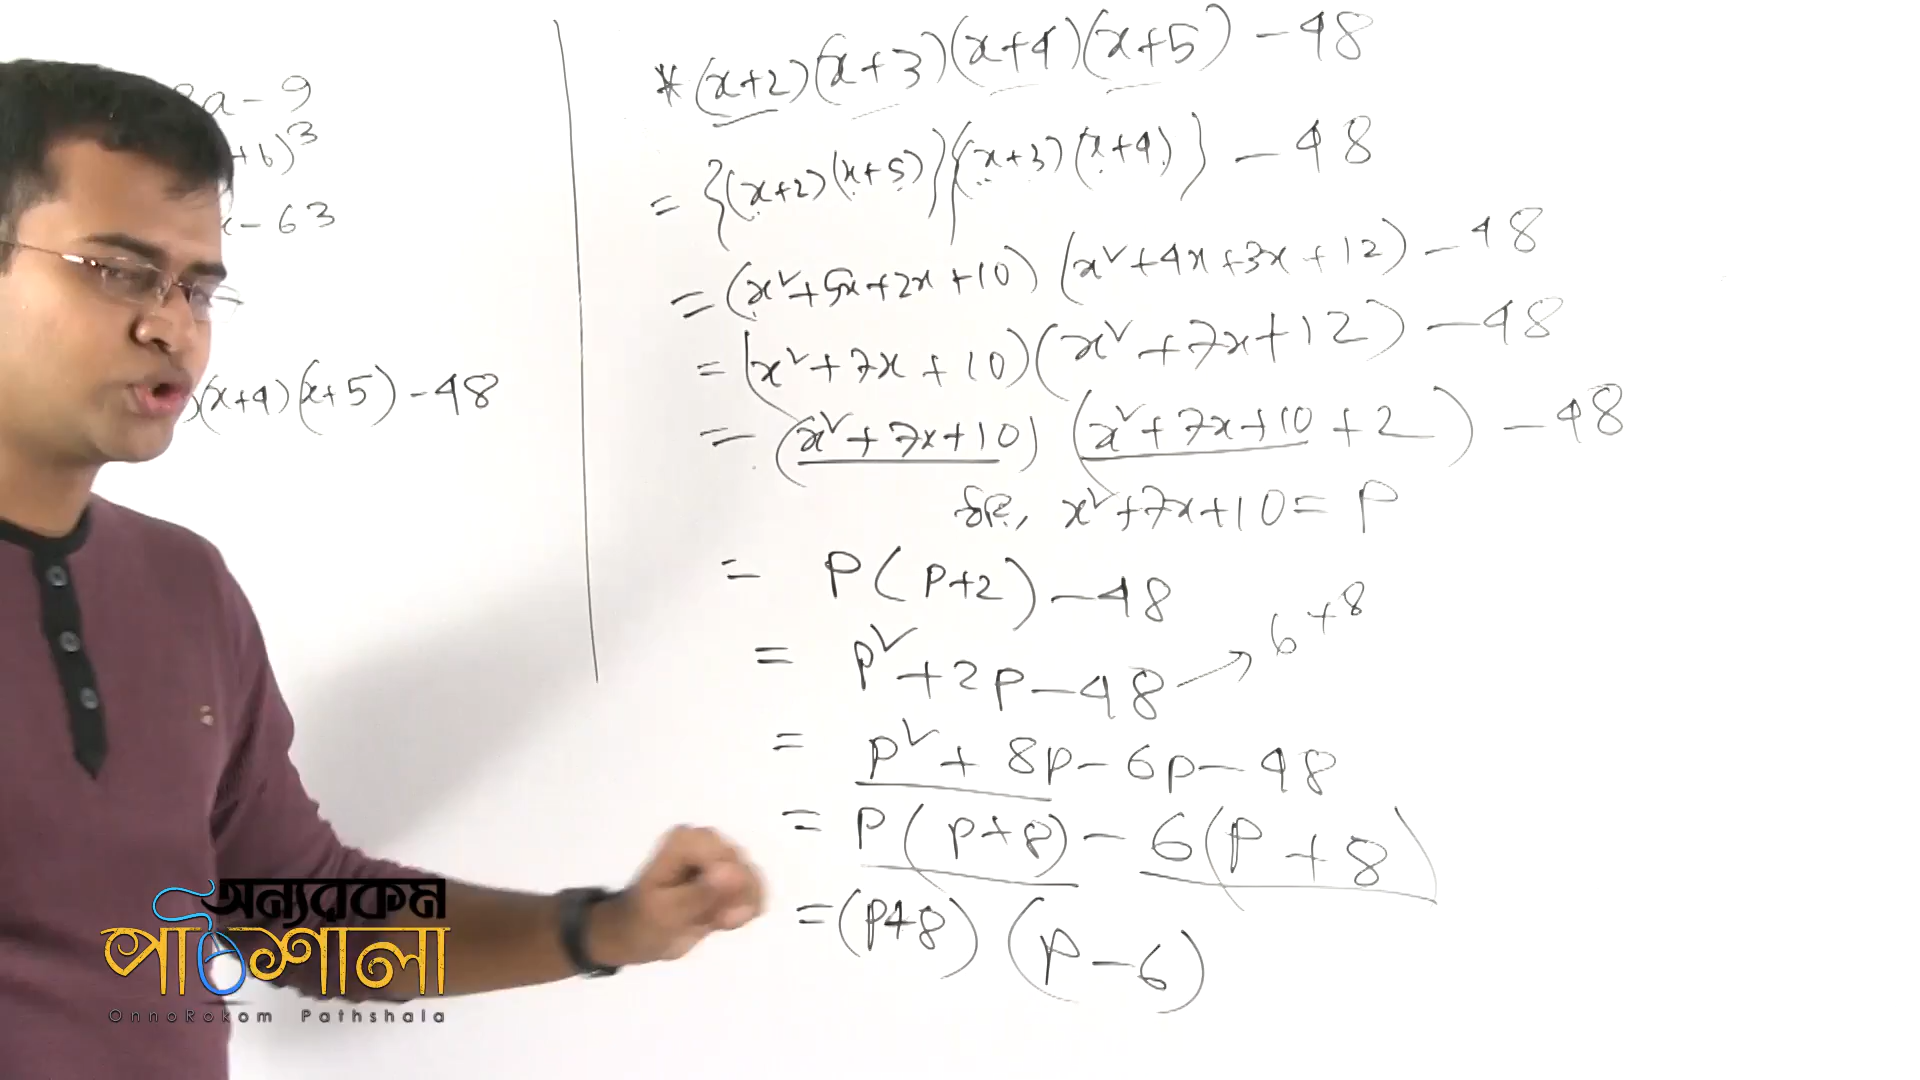 8a - 9
+b)³
x - 63
)(x+4)(x+5) - 48
* (x+2)(x+3)(x+4)(x+5) - 48
= {(x+2)(x+5)}{(x+3)(x+4)} - 48
= (x²+5x+2x+10) (x²+4x+3x+12) - 48
= (x²+7x+10)(x²+7x+12) - 48
= (x²+7x+10) (x²+7x+10+2) - 48
ধরি, x²+7x+10 = P
= P(P+2) - 48
= P²+2P-48 → 6+8
= P² + 8P - 6P - 48
= P(P+8) - 6(P+8)
= (P+8) (P-6)
অন্যরকম
পাঠশালা
OnnoRokom Pathshala